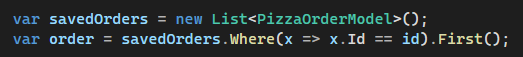 var savedOrders = new List<PizzaOrderModel>();
var order = savedOrders.Where(x => x.Id == id).First();